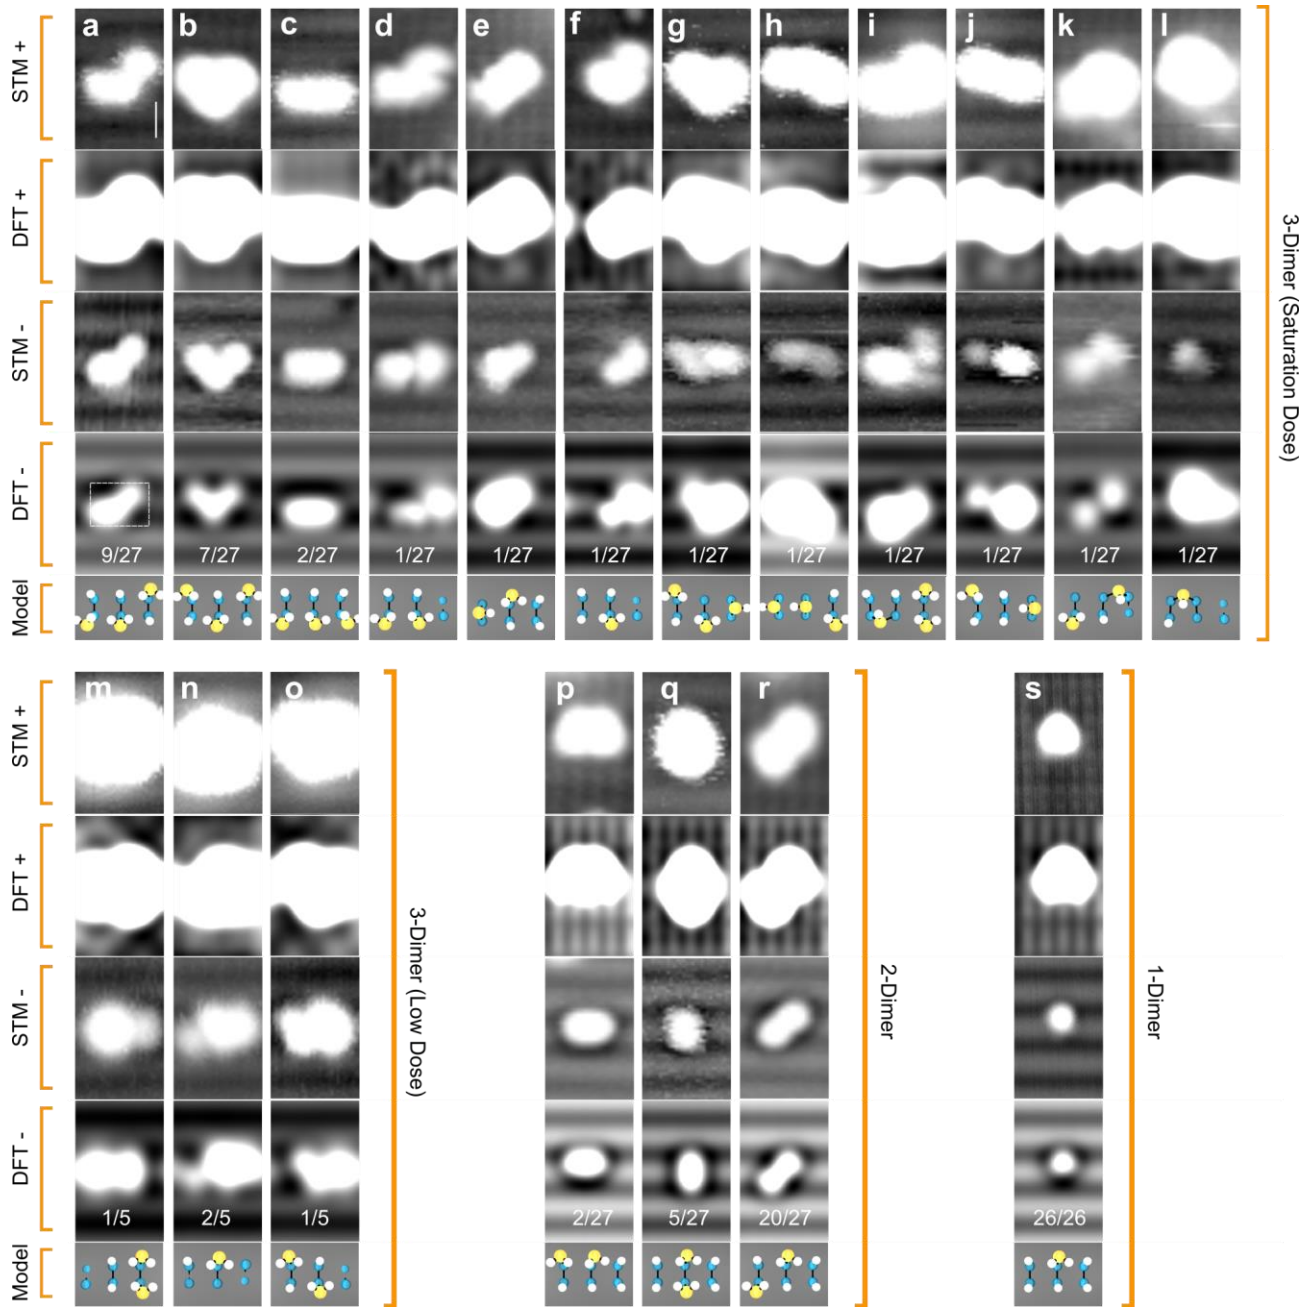 a b c d e f g h i j k l
STM +
DFT +
STM -
DFT -
9/27 7/27 2/27 1/27 1/27 1/27 1/27 1/27 1/27 1/27 1/27 1/27
Model
3-Dimer (Saturation Dose)
m n o p q r s
STM +
DFT +
STM -
DFT -
1/5 2/5 1/5 2/27 5/27 20/27 26/26
Model
3-Dimer (Low Dose)
2-Dimer
1-Dimer